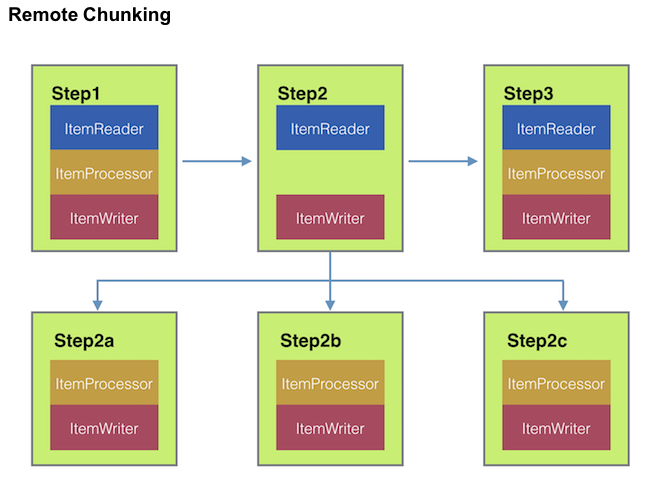 Remote Chunking
Step1
ItemReader
ItemProcessor
ItemWriter
Step2
ItemReader
ItemWriter
Step3
ItemReader
ItemProcessor
ItemWriter
Step2a
ItemProcessor
ItemWriter
Step2b
ItemProcessor
ItemWriter
Step2c
ItemProcessor
ItemWriter